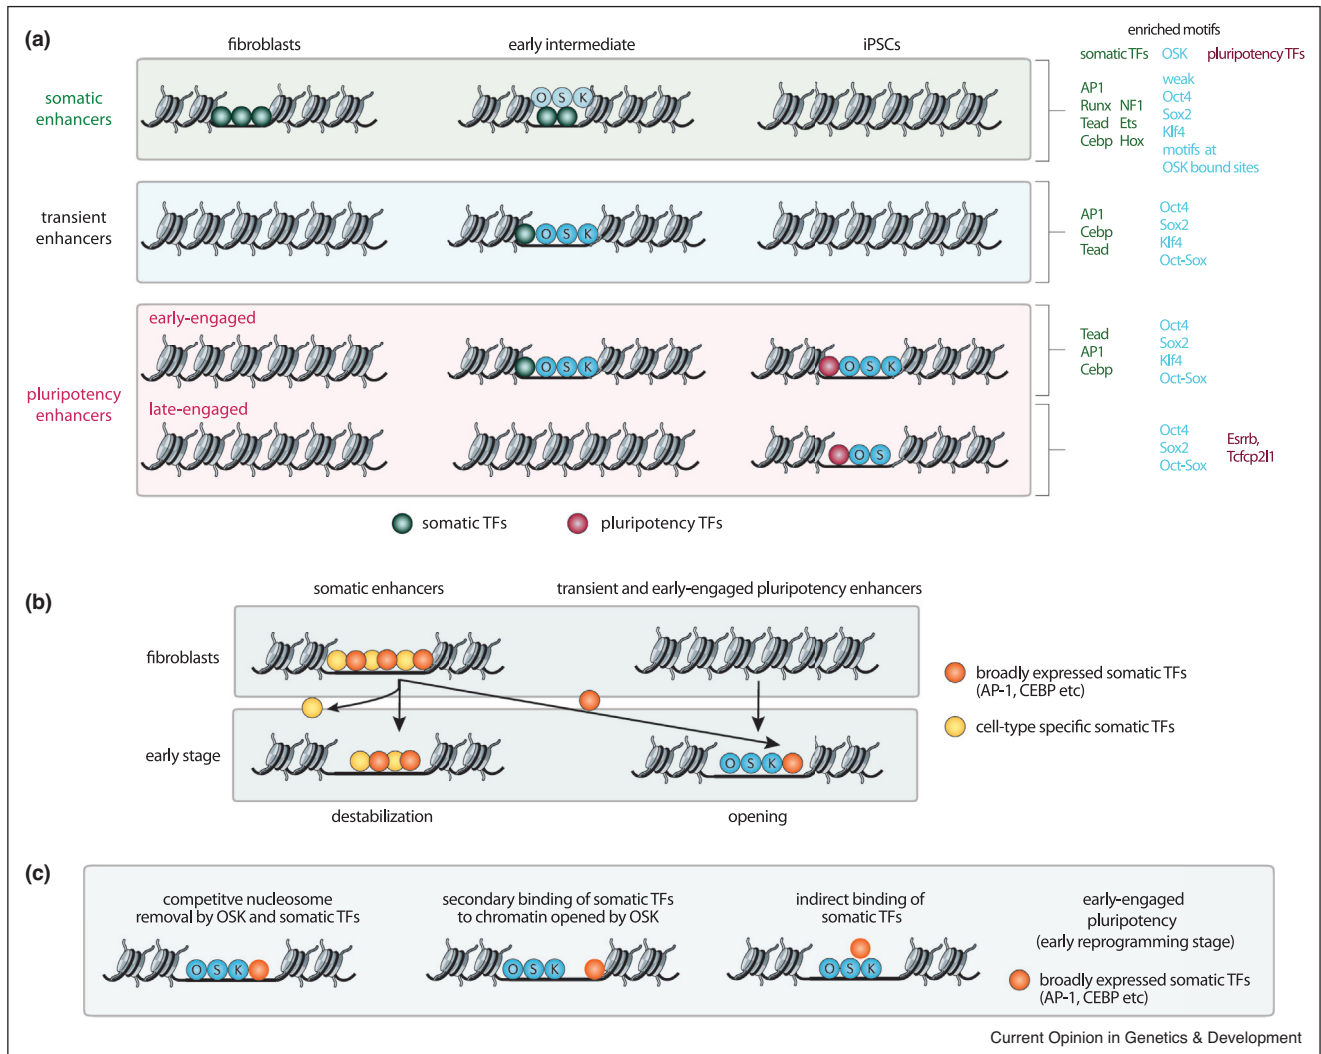 (a)
fibroblasts
early intermediate
iPSCs
enriched motifs
somatic TFs
OSK
pluripotency TFs
somatic
enhancers
O S K
AP1
Runx NF1
Tead Ets
Cebp Hox
weak
Oct4
Sox2
Klf4
motifs at
OSK bound sites
transient
enhancers
O S K
AP1
Cebp
Tead
Oct4
Sox2
Klf4
Oct-Sox
pluripotency
enhancers
early-engaged
O S K
O S K
Tead
AP1
Cebp
Oct4
Sox2
Klf4
Oct-Sox
late-engaged
O S
Oct4
Sox2
Oct-Sox
Esrrb,
Tcfcp2l1
somatic TFs
pluripotency TFs
(b)
somatic enhancers
transient and early-engaged pluripotency enhancers
fibroblasts
early stage
O S K
destabilization
opening
broadly expressed somatic TFs
(AP-1, CEBP etc)
cell-type specific somatic TFs
(c)
competitve nucleosome
removal by OSK and somatic TFs
O S K
secondary binding of somatic TFs
to chromatin opened by OSK
O S K
indirect binding of
somatic TFs
O S K
early-engaged
pluripotency
(early reprogramming stage)
broadly expressed somatic TFs
(AP-1, CEBP etc)
Current Opinion in Genetics & Development